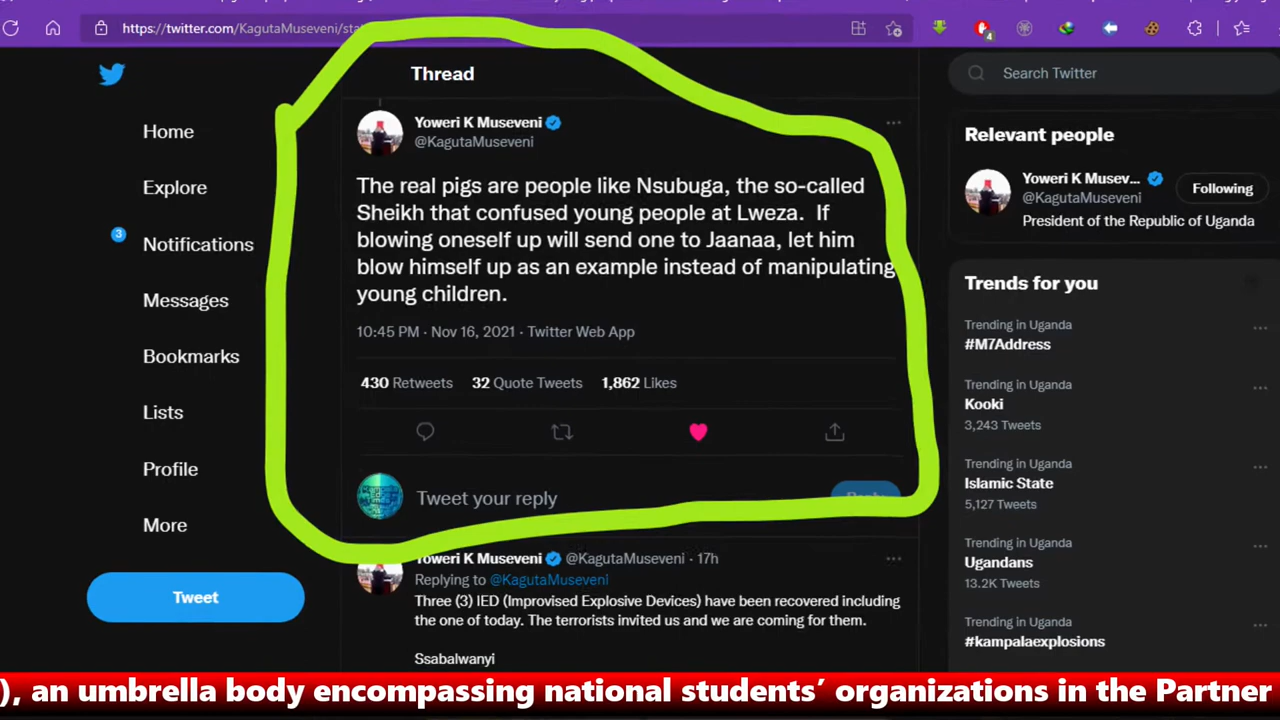 https://twitter.com/KagutaMuseveni/sta
4
Thread
Search Twitter
Home
Explore
3
Notifications
Messages
Bookmarks
Lists
Profile
More
Tweet
Yoweri K Museveni
@KagutaMuseveni
The real pigs are people like Nsubuga, the so-called
Sheikh that confused young people at Lweza. If
blowing oneself up will send one to Jaanaa, let him
blow himself up as an example instead of manipulating
young children.
10:45 PM · Nov 16, 2021 · Twitter Web App
430 Retweets 32 Quote Tweets 1,862 Likes
Tweet your reply
Reply
Yoweri K Museveni @KagutaMuseveni · 17h
Replying to @KagutaMuseveni
Three (3) IED (Improvised Explosive Devices) have been recovered including
the one of today. The terrorists invited us and we are coming for them.
Ssabalwanyi
Relevant people
Yoweri K Musev...
@KagutaMuseveni
Following
President of the Republic of Uganda
Trends for you
Trending in Uganda
#M7Address
Trending in Uganda
Kooki
3,243 Tweets
Trending in Uganda
Islamic State
5,127 Tweets
Trending in Uganda
Ugandans
13.2K Tweets
Trending in Uganda
#kampalaexplosions
), an umbrella body encompassing national students’ organizations in the Partner